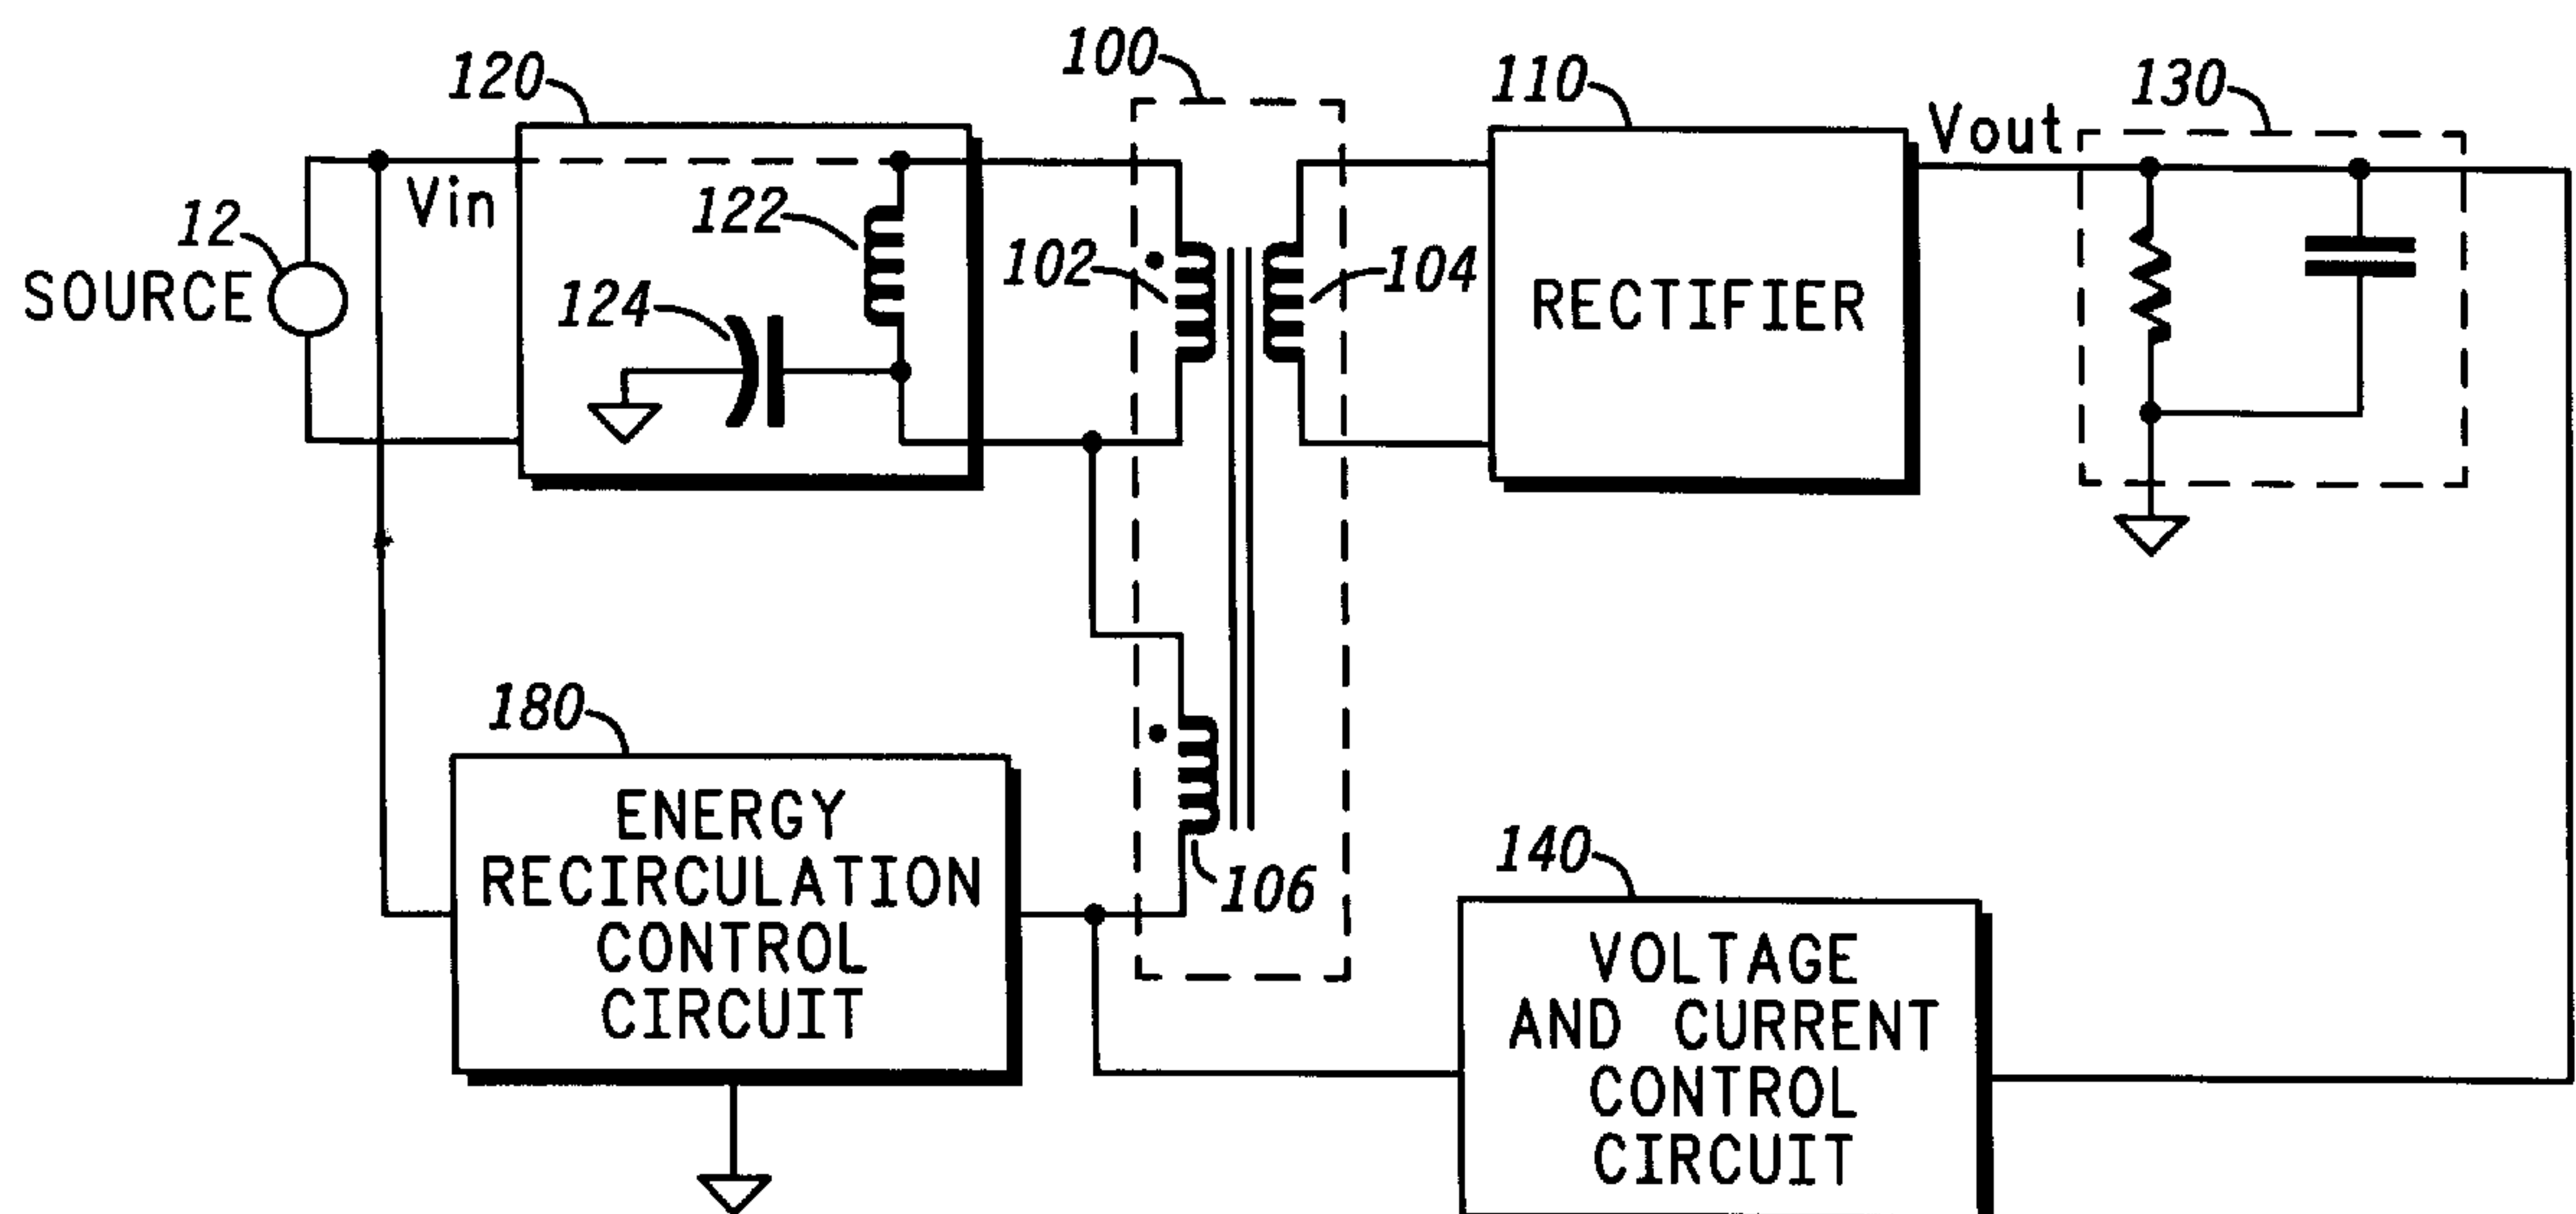 100
120
110
130
Vout
Vin
122
12
SOURCE
124
102
104
RECTIFIER
180
ENERGY
RECIRCULATION
CONTROL
CIRCUIT
106
140
VOLTAGE
AND CURRENT
CONTROL
CIRCUIT